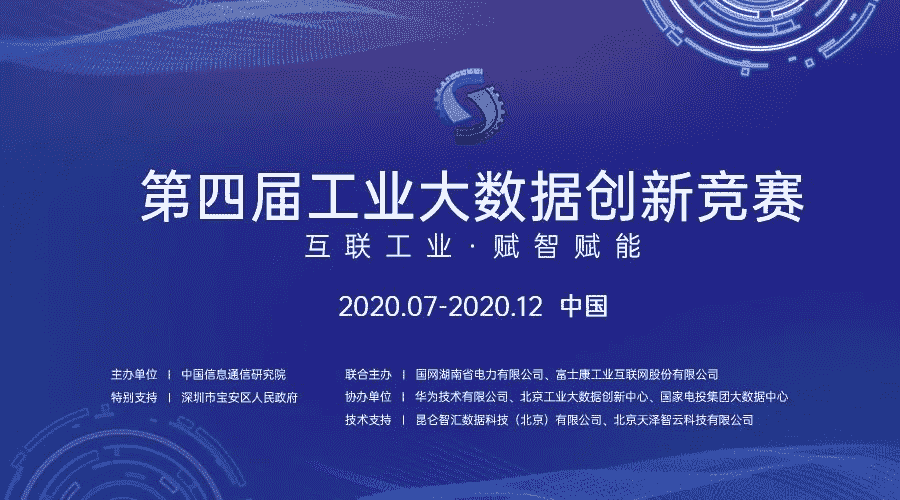 第四届工业大数据创新竞赛
互联工业·赋智赋能
2020.07-2020.12 中国
主办单位 | 中国信息通信研究院
特别支持 | 深圳市宝安区人民政府
联合主办 | 国网湖南省电力有限公司、富士康工业互联网股份有限公司
协办单位 | 华为技术有限公司、北京工业大数据创新中心、国家电投集团大数据中心
技术支持 | 昆仑智汇数据科技（北京）有限公司、北京天泽智云科技有限公司